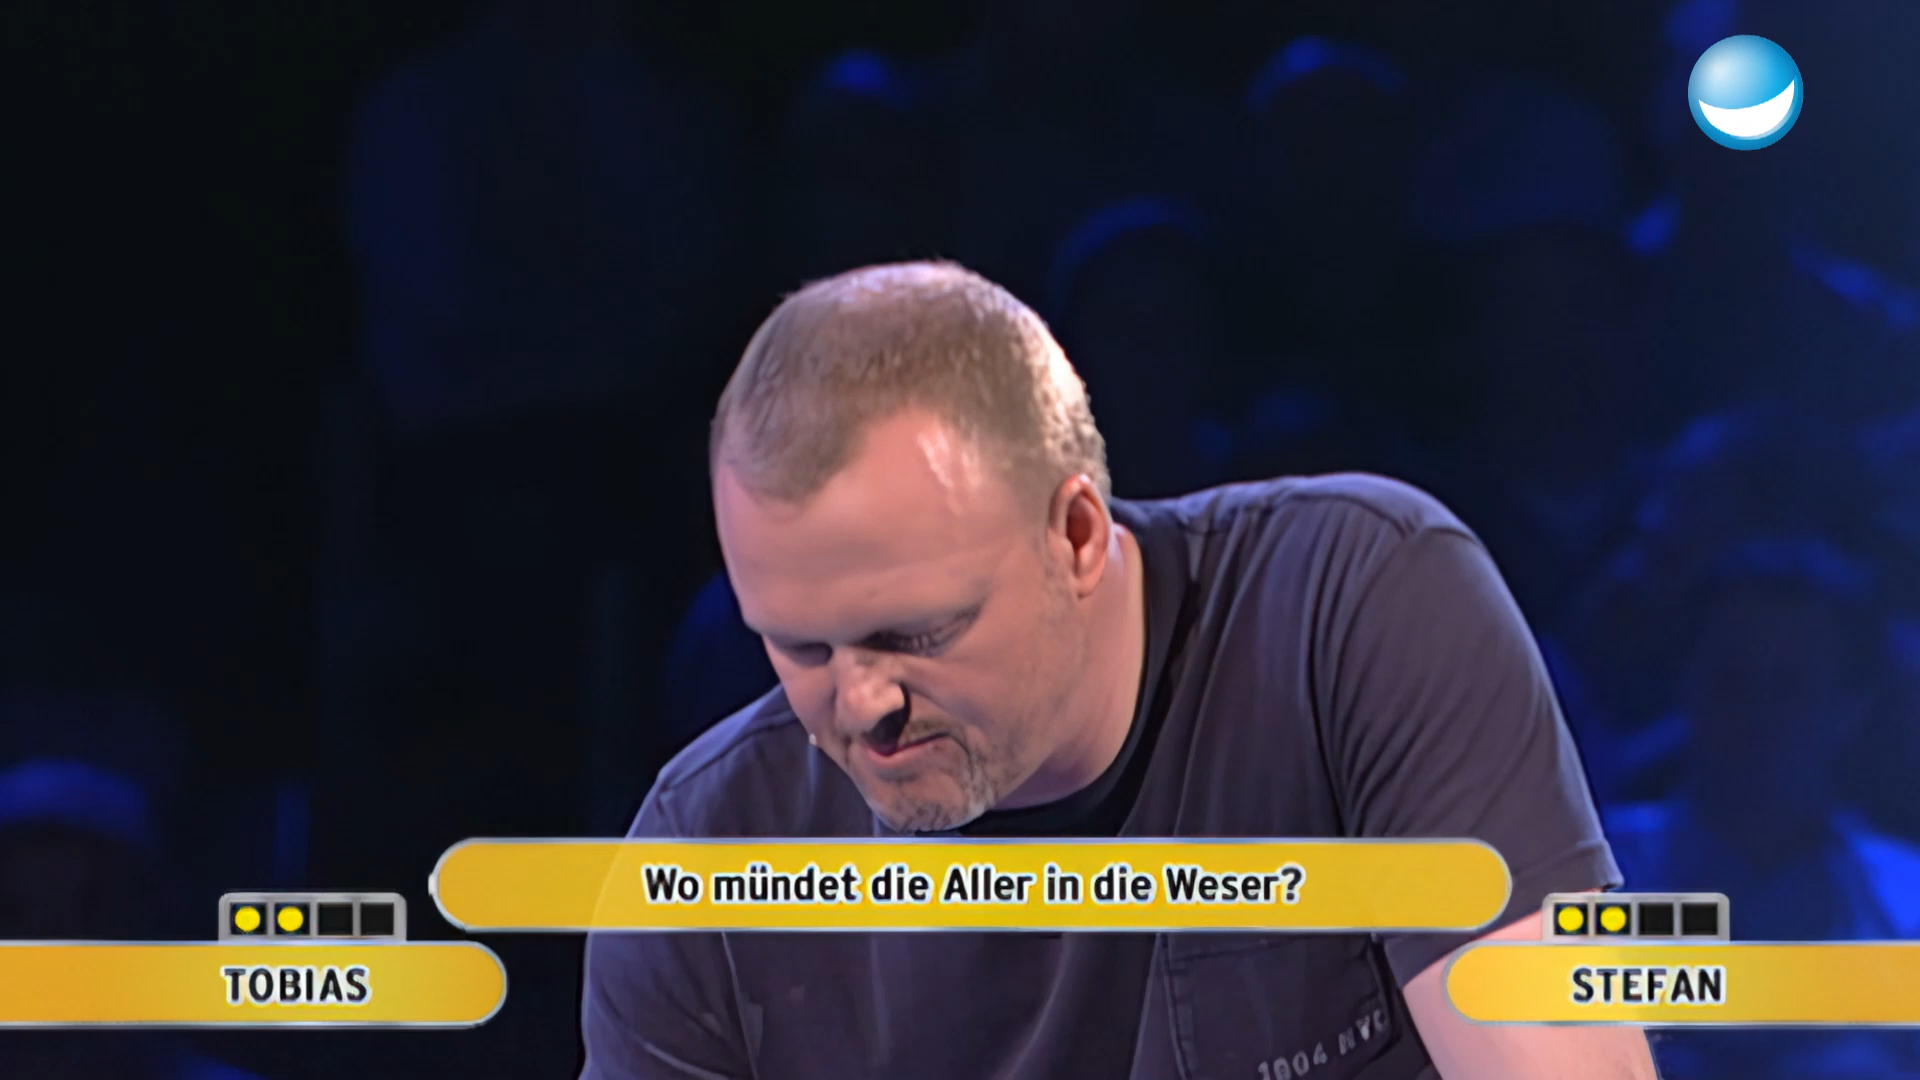 Wo mündet die Aller in die Weser?
TOBIAS
STEFAN